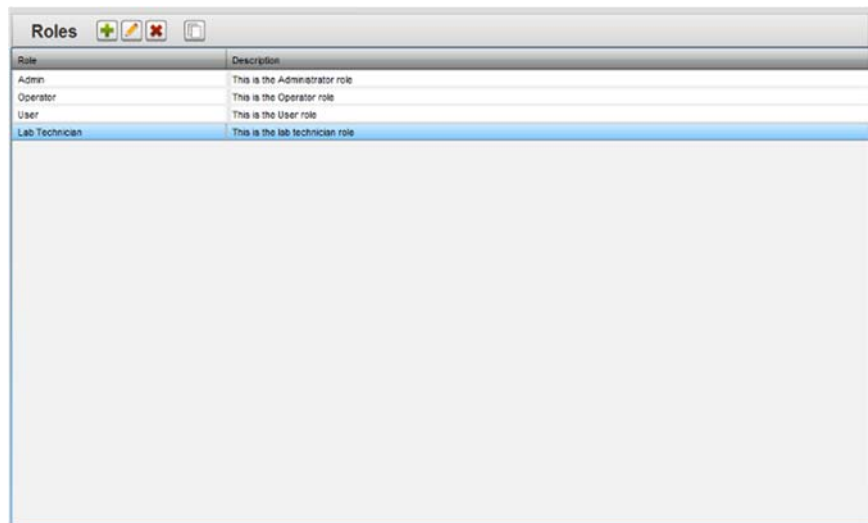 Roles
Role Description
Admin This is the Administrator role
Operator This is the Operator role
User This is the User role
Lab Technician This is the lab technician role